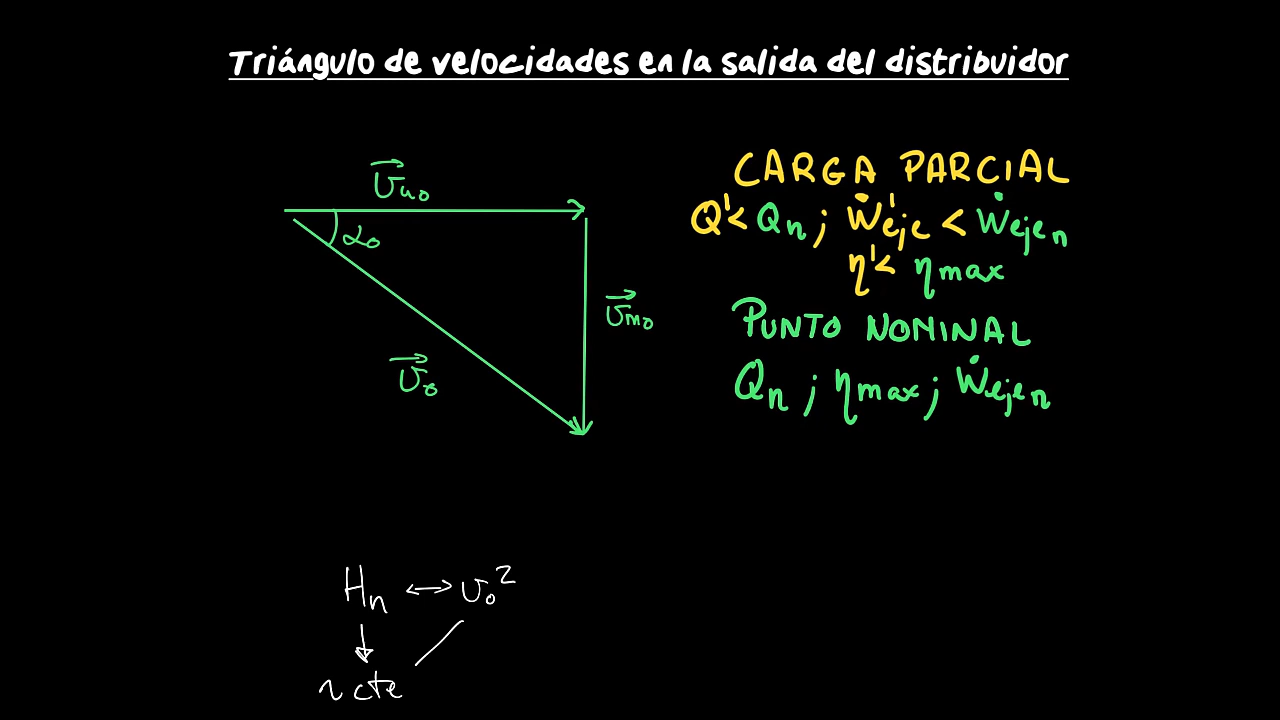 Triángulo de velocidades en la salida del distribuidor
CARGA PARCIAL
Q'< Qn ; Ẇ'eje < Ẇejen
η'< ηmax
PUNTO NOMINAL
Qn ; ηmax ; Ẇejen
U⃗u0
α0
U⃗m0
U⃗0
Hn ↔ U0²
~ cte